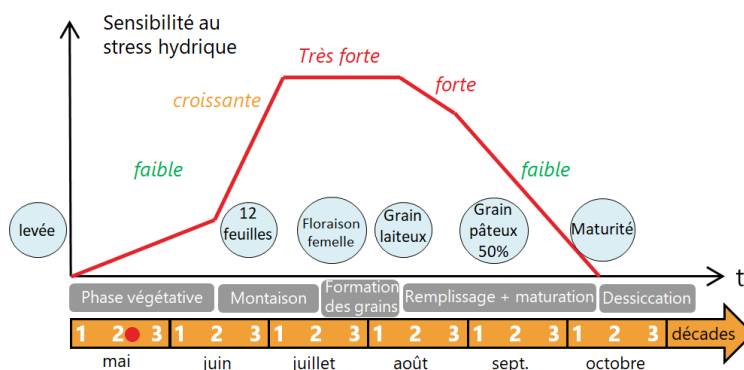 Sensibilité au
stress hydrique
Très forte
croissante
forte
faible
faible
levée
12
feuilles
Floraison
femelle
Grain
laiteux
Grain
pâteux
50%
Maturité
t
Phase végétative
Montaison
Formation
des grains
Remplissage + maturation
Dessiccation
1 2 3 1 2 3 1 2 3 1 2 3 1 2 3 1 2 3 décades
mai juin juillet août sept. octobre